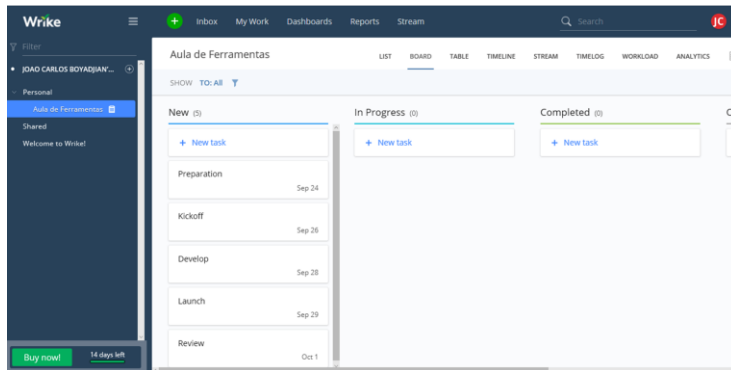 Wrike
Inbox My Work Dashboards Reports Stream Search JC
Filter
JOAO CARLOS BOYADJIAN'...
Personal
Aula de Ferramentas
Shared
Welcome to Wrike!
Buy now! 14 days left
Aula de Ferramentas
LIST BOARD TABLE TIMELINE STREAM TIMELOG WORKLOAD ANALYTICS
SHOW TO: All
New (5)
+ New task
Preparation
Sep 24
Kickoff
Sep 26
Develop
Sep 28
Launch
Sep 29
Review
Oct 1
In Progress (0)
+ New task
Completed (0)
+ New task
C